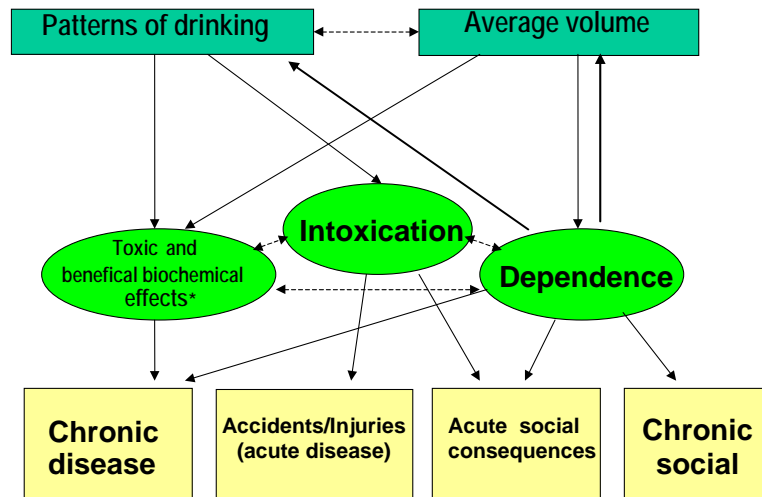 Patterns of drinking
Average volume
Toxic and
benefical biochemical
effects*
Intoxication
Dependence
Chronic
disease
Accidents/Injuries
(acute disease)
Acute social
consequences
Chronic
social